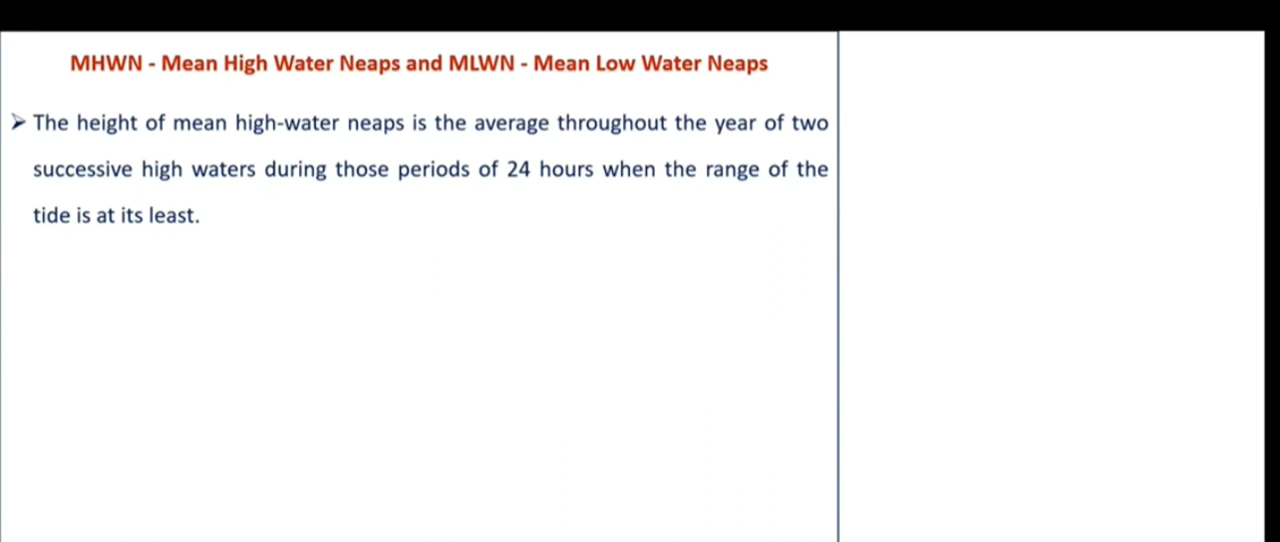 MHWN - Mean High Water Neaps and MLWN - Mean Low Water Neaps
➢ The height of mean high-water neaps is the average throughout the year of two
successive high waters during those periods of 24 hours when the range of the
tide is at its least.